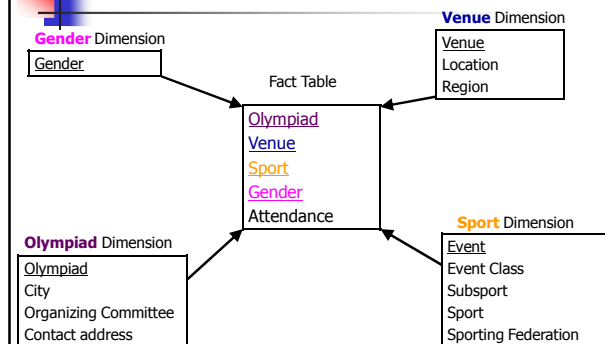 Venue Dimension
Venue
Location
Region
Gender Dimension
Gender
Fact Table
Olympiad
Venue
Sport
Gender
Attendance
Olympiad Dimension
Olympiad
City
Organizing Committee
Contact address
Sport Dimension
Event
Event Class
Subsport
Sport
Sporting Federation